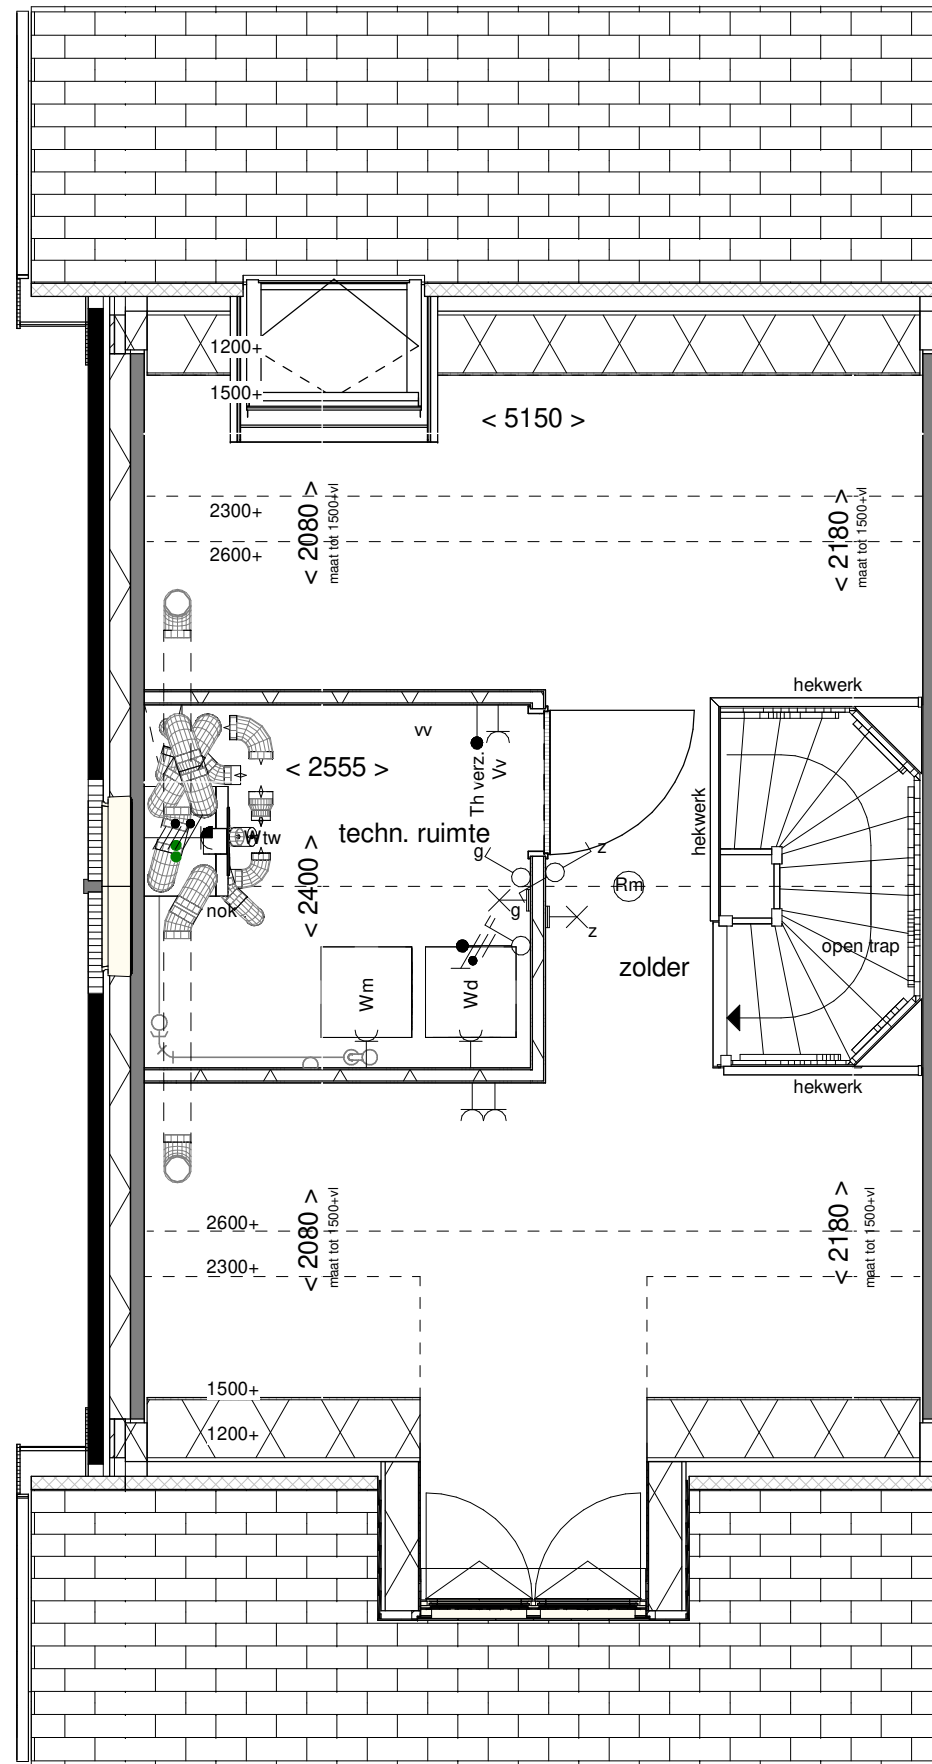 1200+
1500+
< 5150 >
2300+
< 2080 >
maat tot 1500+vl
< 2180 >
maat tot 1500+vl
2600+
hekwerk
vv
< 2555 >
Th verz.
Vv
hekwerk
Wtw
techn. ruimte
g
z
< 2400 >
Rm
nok
g
z
open trap
zolder
Wm
Wd
hekwerk
2600+
< 2080 >
maat tot 1500+vl
< 2180 >
maat tot 1500+vl
2300+
1500+
1200+